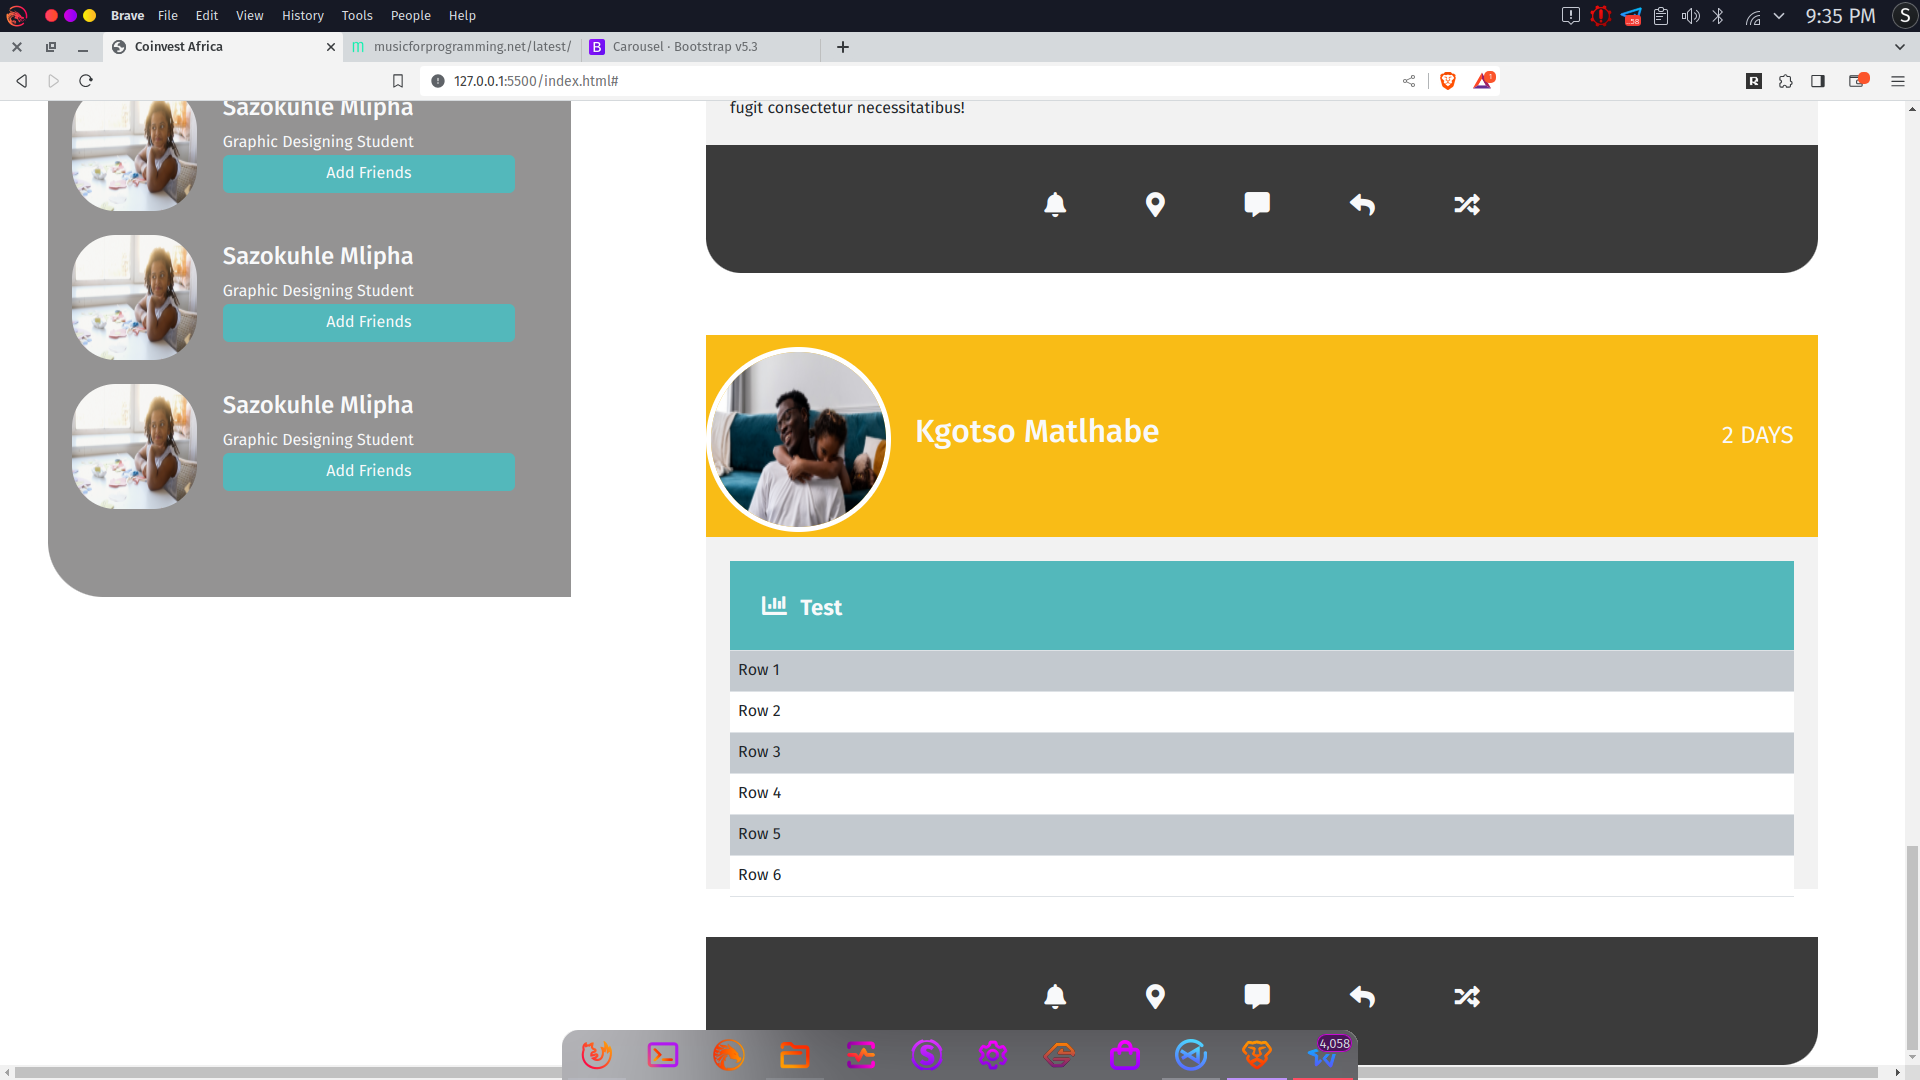 Brave File Edit View History Tools People Help
58
9:35 PM
S
Coinvest Africa
m musicforprogramming.net/latest/
B Carousel · Bootstrap v5.3
127.0.0.1:5500/index.html#
1
R
Sazokuhle Mlipha
Graphic Designing Student
Add Friends
Sazokuhle Mlipha
Graphic Designing Student
Add Friends
Sazokuhle Mlipha
Graphic Designing Student
Add Friends
fugit consectetur necessitatibus!
Kgotso Matlhabe
2 DAYS
Test
Row 1
Row 2
Row 3
Row 4
Row 5
Row 6
S
4,058